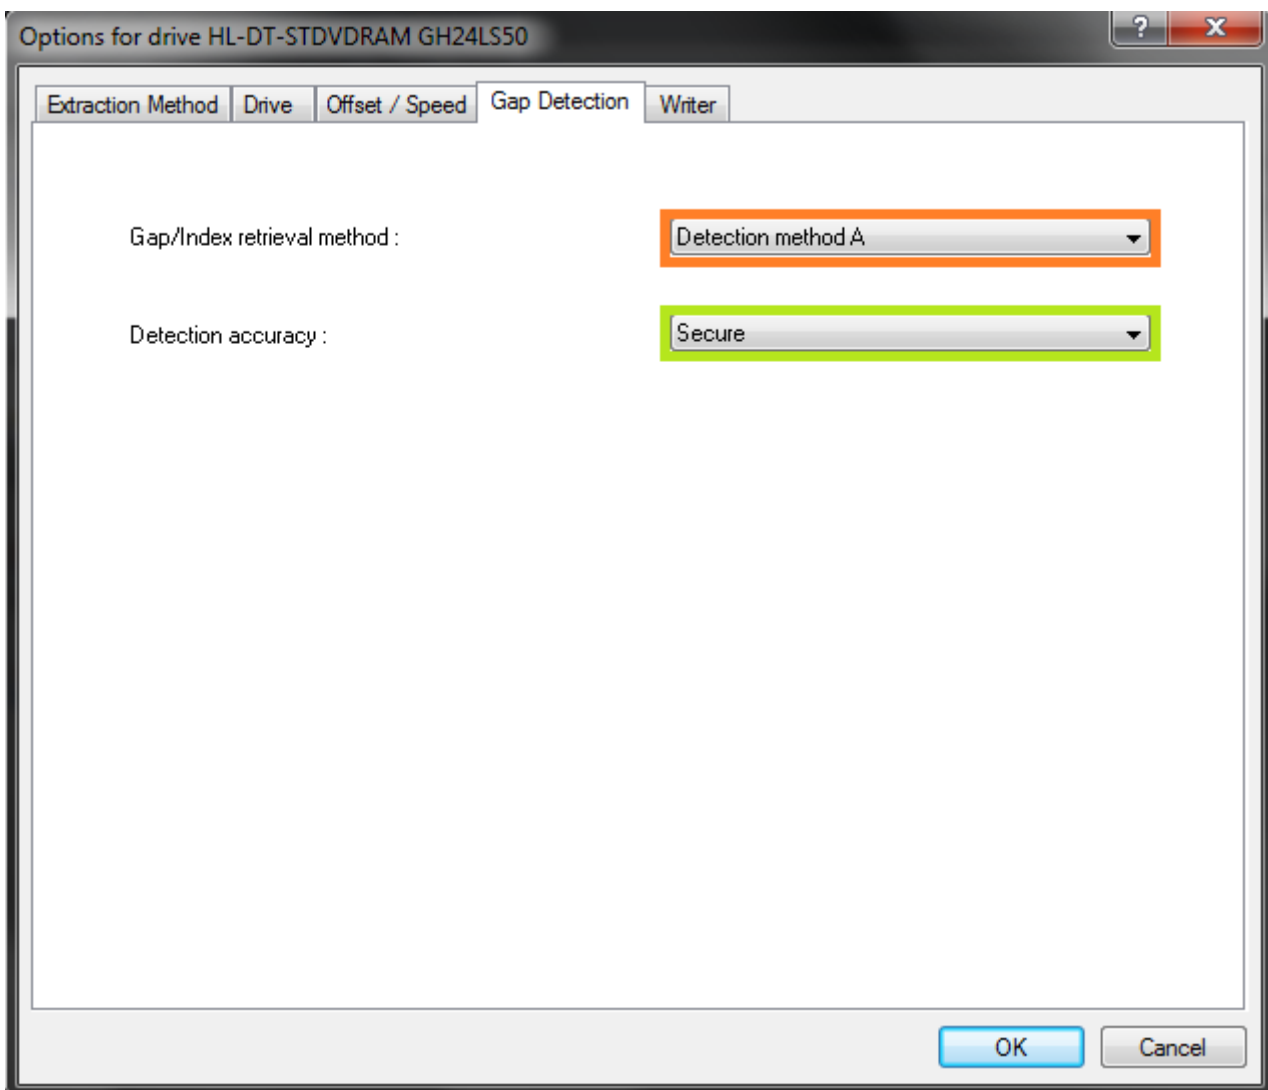 Options for drive HL-DT-STDVDRAM GH24LS50
?
X
Extraction Method Drive Offset / Speed Gap Detection Writer
Gap/Index retrieval method : Detection method A
Detection accuracy : Secure
OK Cancel